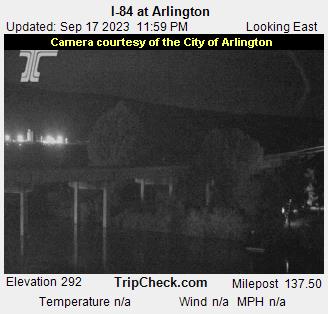 I-84 at Arlington
Updated: Sep 17 2023 11:59 PM Looking East
Camera courtesy of the City of Arlington
Elevation 292 TripCheck.com Milepost 137.50
Temperature n/a Wind n/a MPH n/a